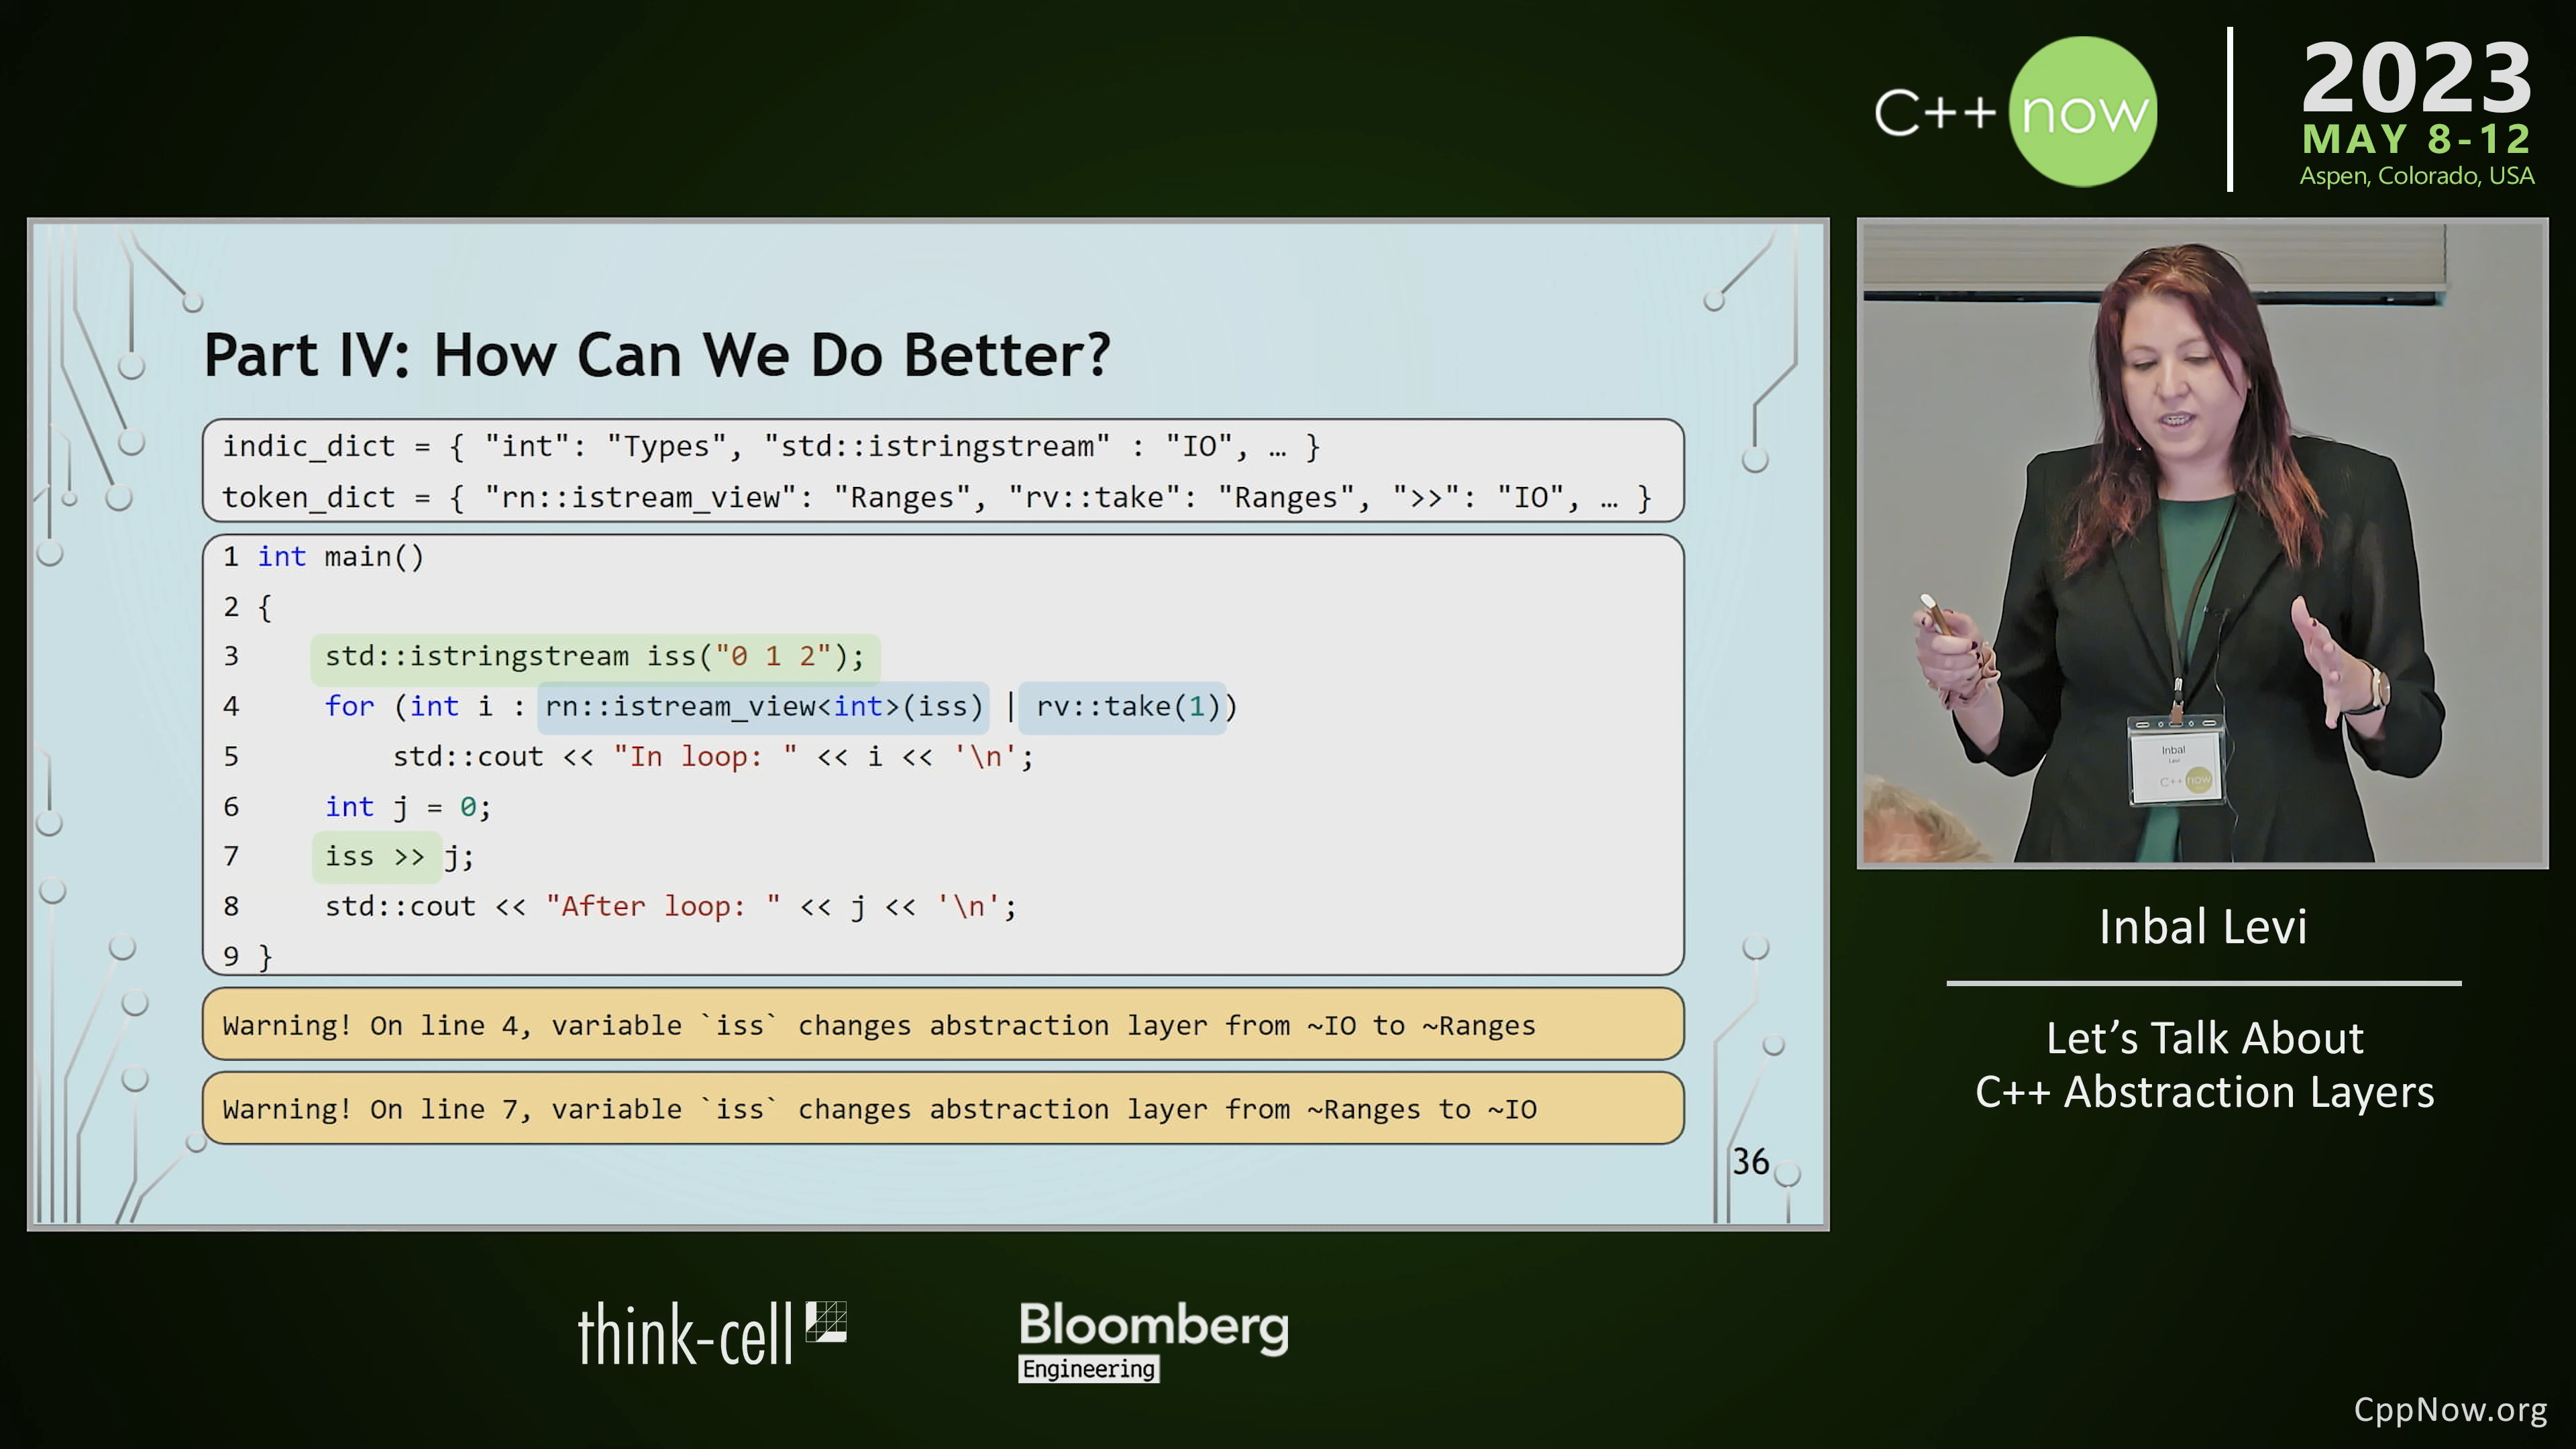 C++ now
2023
MAY 8-12
Aspen, Colorado, USA
Part IV: How Can We Do Better?
indic_dict = { "int": "Types", "std::istringstream" : "IO", … }
token_dict = { "rn::istream_view": "Ranges", "rv::take": "Ranges", ">>": "IO", … }
1 int main()
2 {
3     std::istringstream iss("0 1 2");
4     for (int i : rn::istream_view<int>(iss) | rv::take(1))
5         std::cout << "In loop: " << i << '\n';
6     int j = 0;
7     iss >> j;
8     std::cout << "After loop: " << j << '\n';
9 }
Warning! On line 4, variable `iss` changes abstraction layer from ~IO to ~Ranges
Warning! On line 7, variable `iss` changes abstraction layer from ~Ranges to ~IO
36
Inbal
Levi
C++ now
Inbal Levi
Let’s Talk About
C++ Abstraction Layers
think-cell
Bloomberg
Engineering
CppNow.org